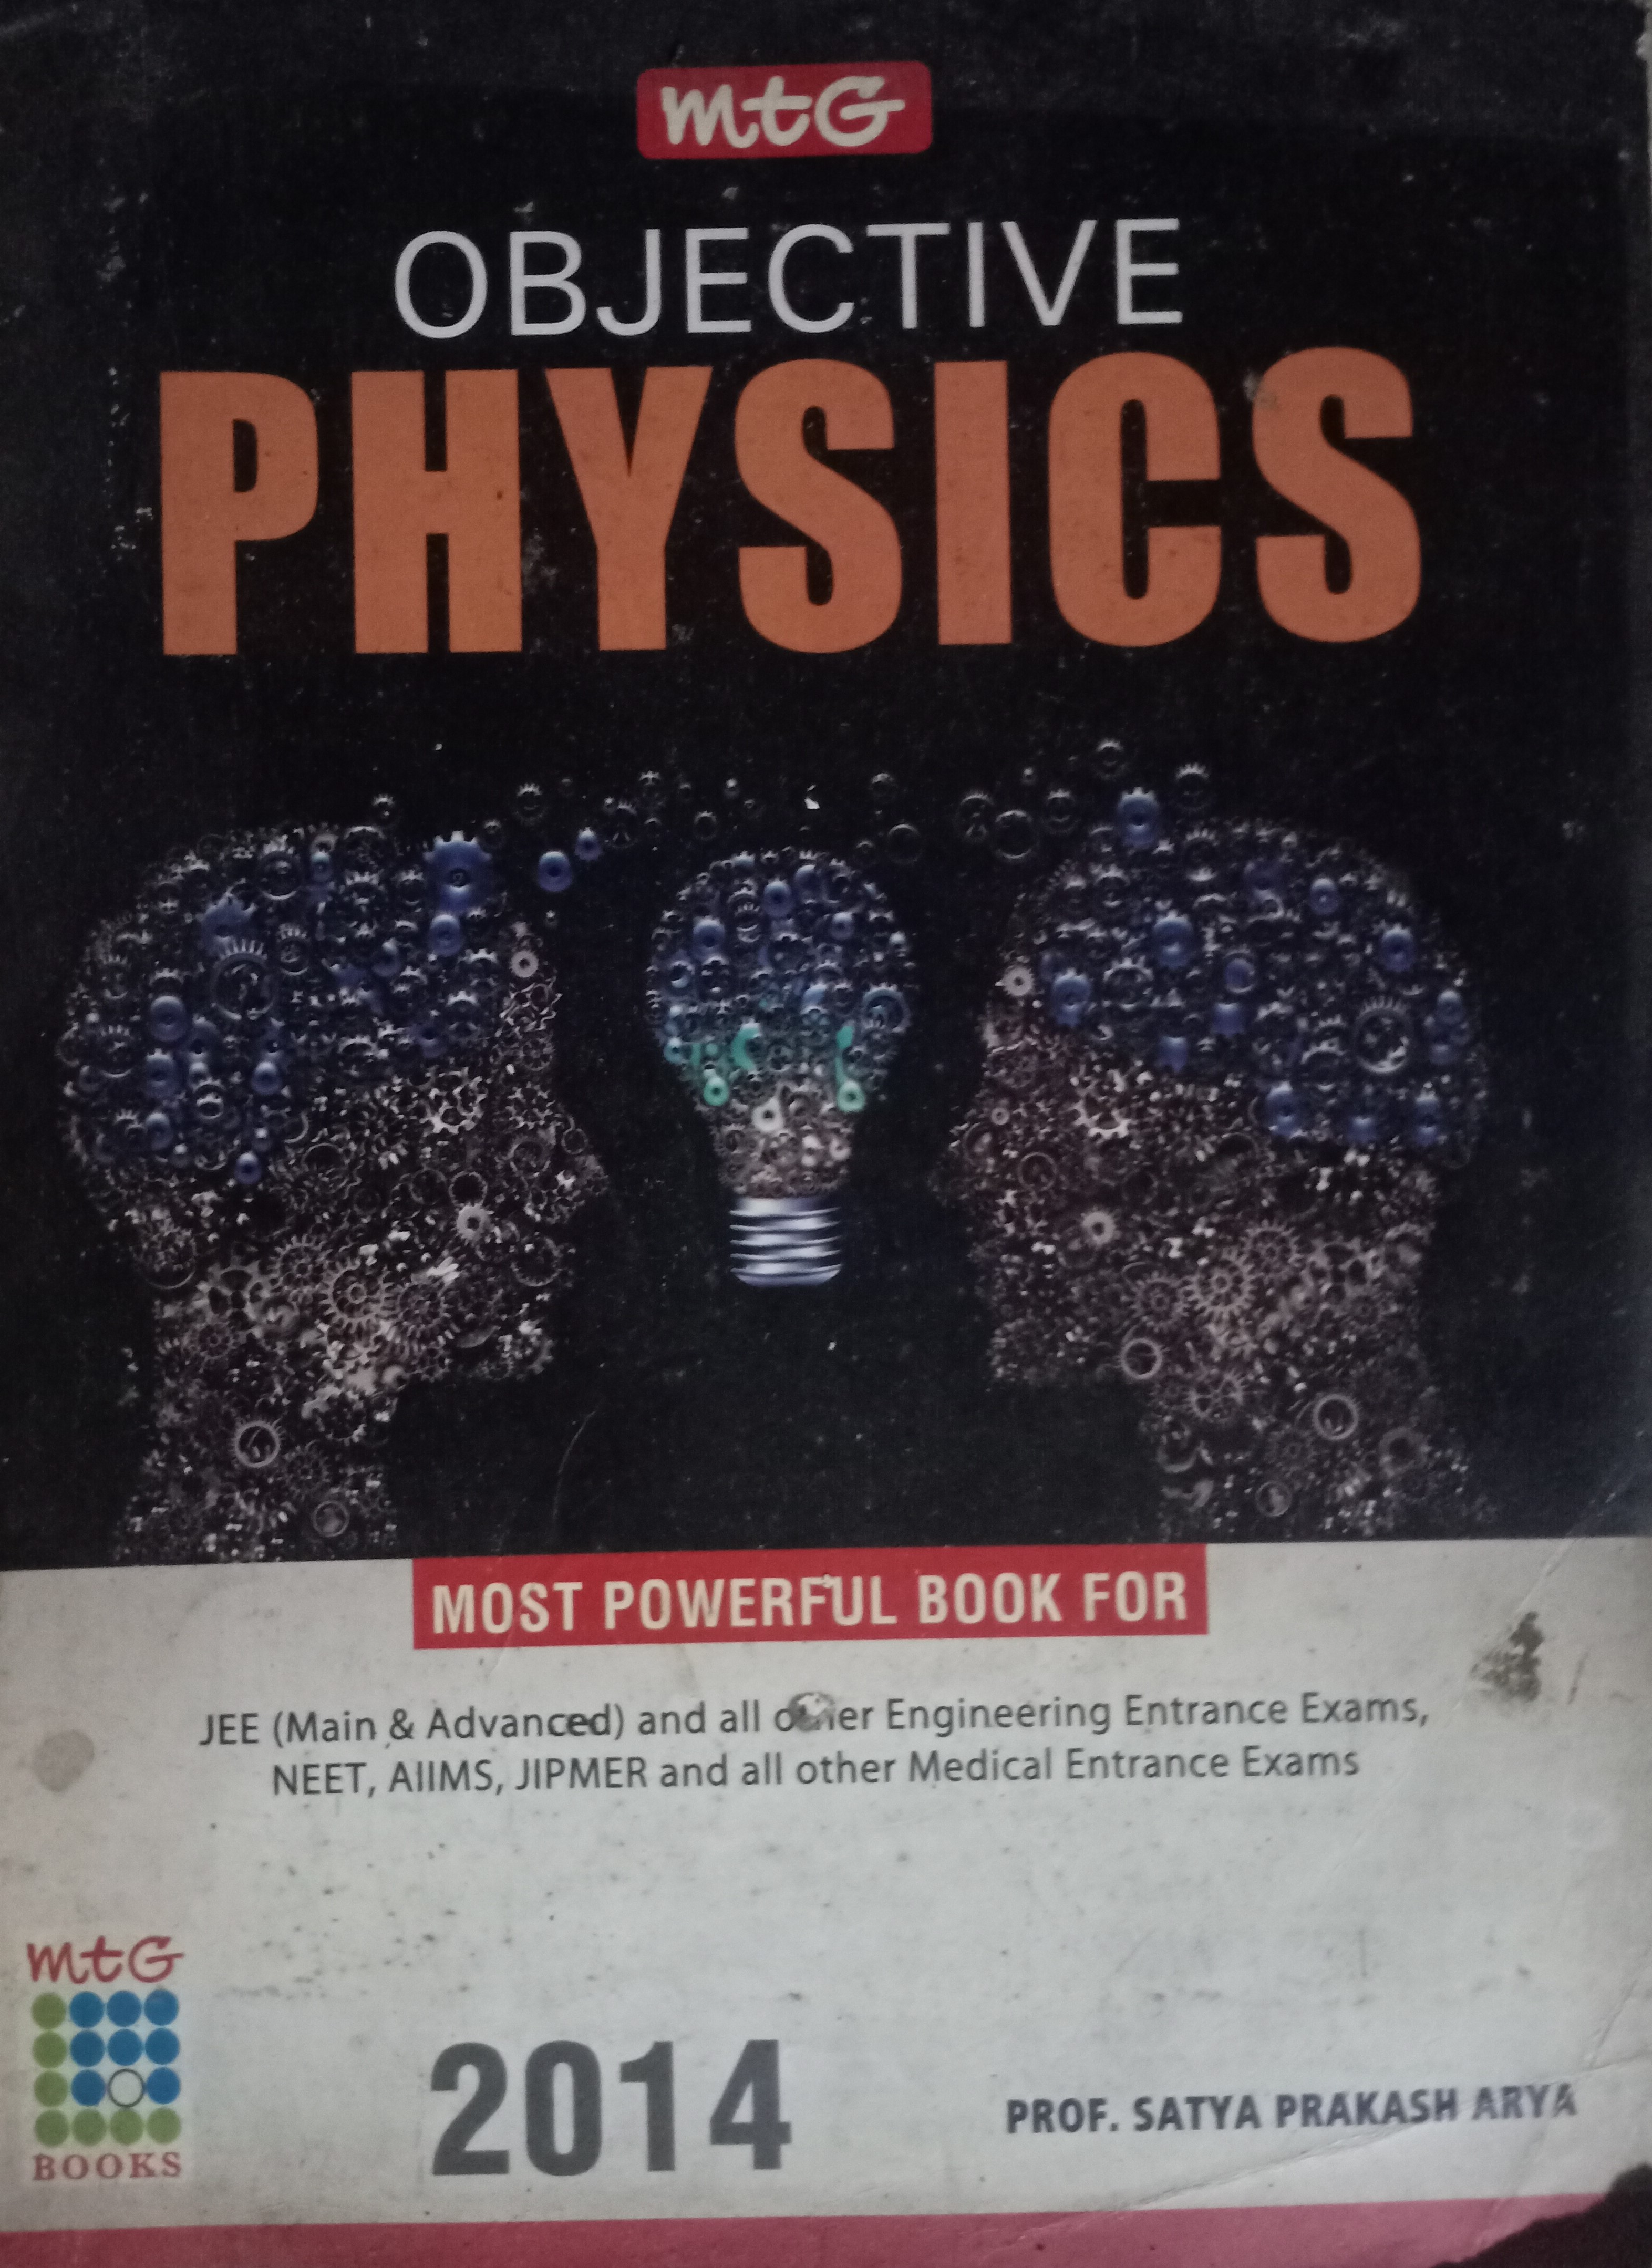 mtG
OBJECTIVE
PHYSICS
MOST POWERFUL BOOK FOR
JEE (Main & Advanced) and all other Engineering Entrance Exams,
NEET, AIIMS, JIPMER and all other Medical Entrance Exams
mtG
BOOKS
2014
PROF. SATYA PRAKASH ARYA